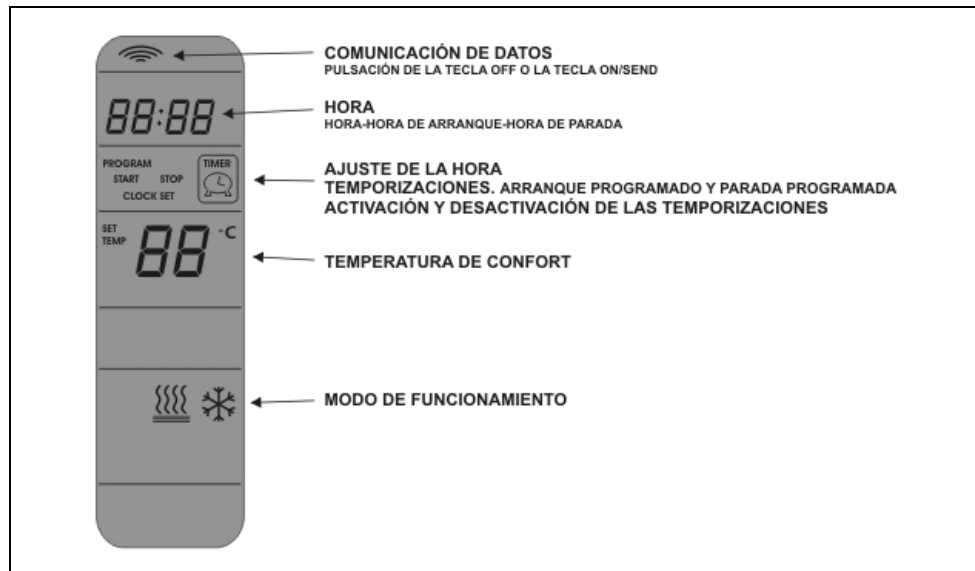 COMUNICACIÓN DE DATOS
PULSACIÓN DE LA TECLA OFF O LA TECLA ON/SEND
88:88
HORA
HORA-HORA DE ARRANQUE-HORA DE PARADA
PROGRAM
START STOP
CLOCK SET
TIMER
AJUSTE DE LA HORA
TEMPORIZACIONES. ARRANQUE PROGRAMADO Y PARADA PROGRAMADA
ACTIVACIÓN Y DESACTIVACIÓN DE LAS TEMPORIZACIONES
SET
TEMP
88 °C
TEMPERATURA DE CONFORT
MODO DE FUNCIONAMIENTO